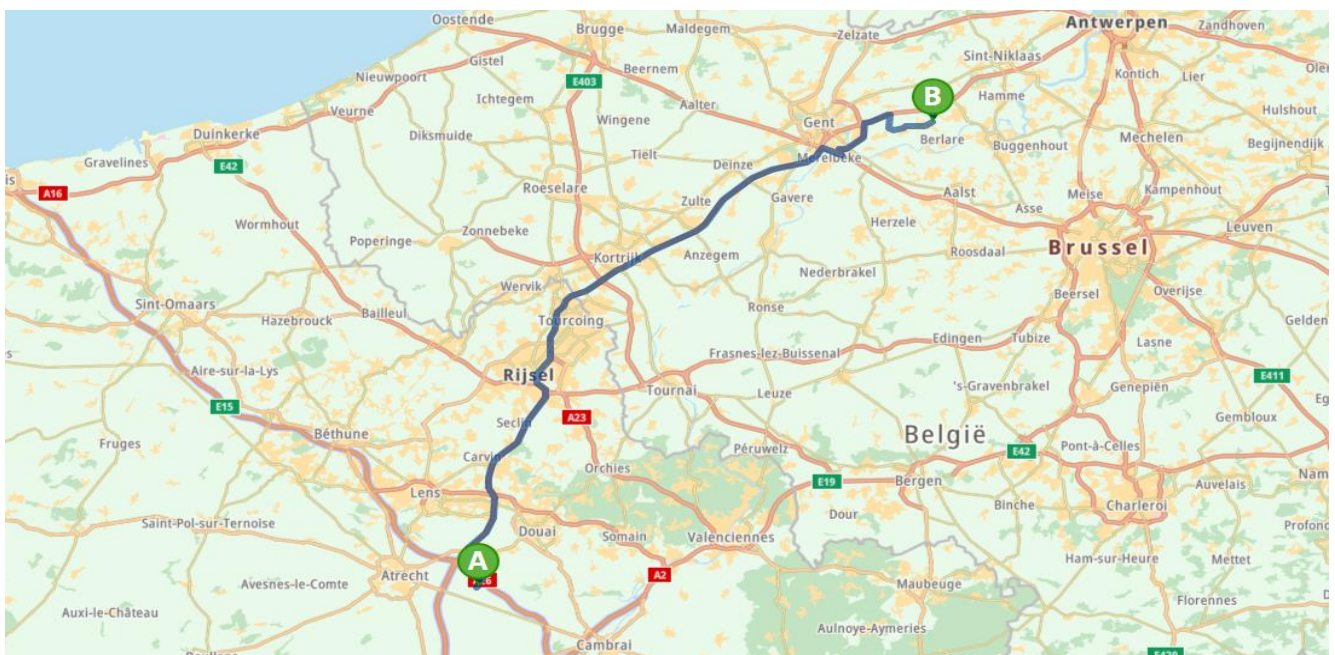 Oostende
Brugge
Maldegem
Zelzate
Antwerpen
Zandhoven
Sint-Niklaas
Gistel
E403
Beernem
Kontich
Lier
Nieuwpoort
Ichtegem
Aalter
B
Hamme
Veurne
Wingene
Gent
Hulshout
Duinkerke
Diksmuide
Berlare
Mechelen
Gravelines
Tielt
Deinze
Merelbeke
Buggenhout
Begijnendijk
E42
Roeselare
A16
Zulte
Gavere
Aalst
Meise
Kampenhout
Wormhout
Asse
Zonnebeke
Herzele
Leuven
Poperinge
Kortrijk
Anzegem
Roosdaal
Brussel
Wervik
Nederbrakel
Sint-Omaars
Beersel
Overijse
Hazebrouck
Bailleul
Tourcoing
Ronse
Edingen
Tubize
Lasne
Frasnes-lez-Buissenal
Aire-sur-la-Lys
Rijsel
Tournai
Leuze
's-Gravenbrakel
Genepiën
E411
E15
A23
Gembloux
Fruges
Béthune
Seclin
België
Péruwelz
E42
Pont-à-Celles
Carvin
Orchies
Bergen
E19
Auvelais
Lens
Binche
Charleroi
Saint-Pol-sur-Ternoise
Douai
Somain
Valenciennes
Dour
Ham-sur-Heure
Mettet
A
Atrecht
A26
A2
Avesnes-le-Comte
Maubeuge
Florennes
Auxi-le-Château
Cambrai
Aulnoye-Aymeries